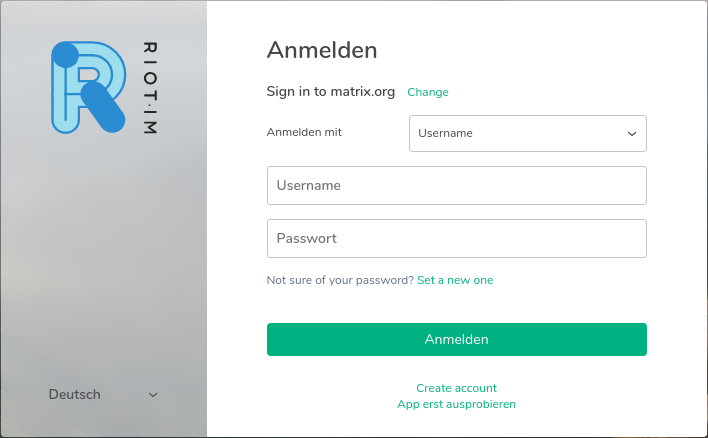 RIOT.IM
Anmelden
Sign in to matrix.org Change
Anmelden mit Username
Username
Passwort
Not sure of your password? Set a new one
Anmelden
Deutsch
Create account
App erst ausprobieren